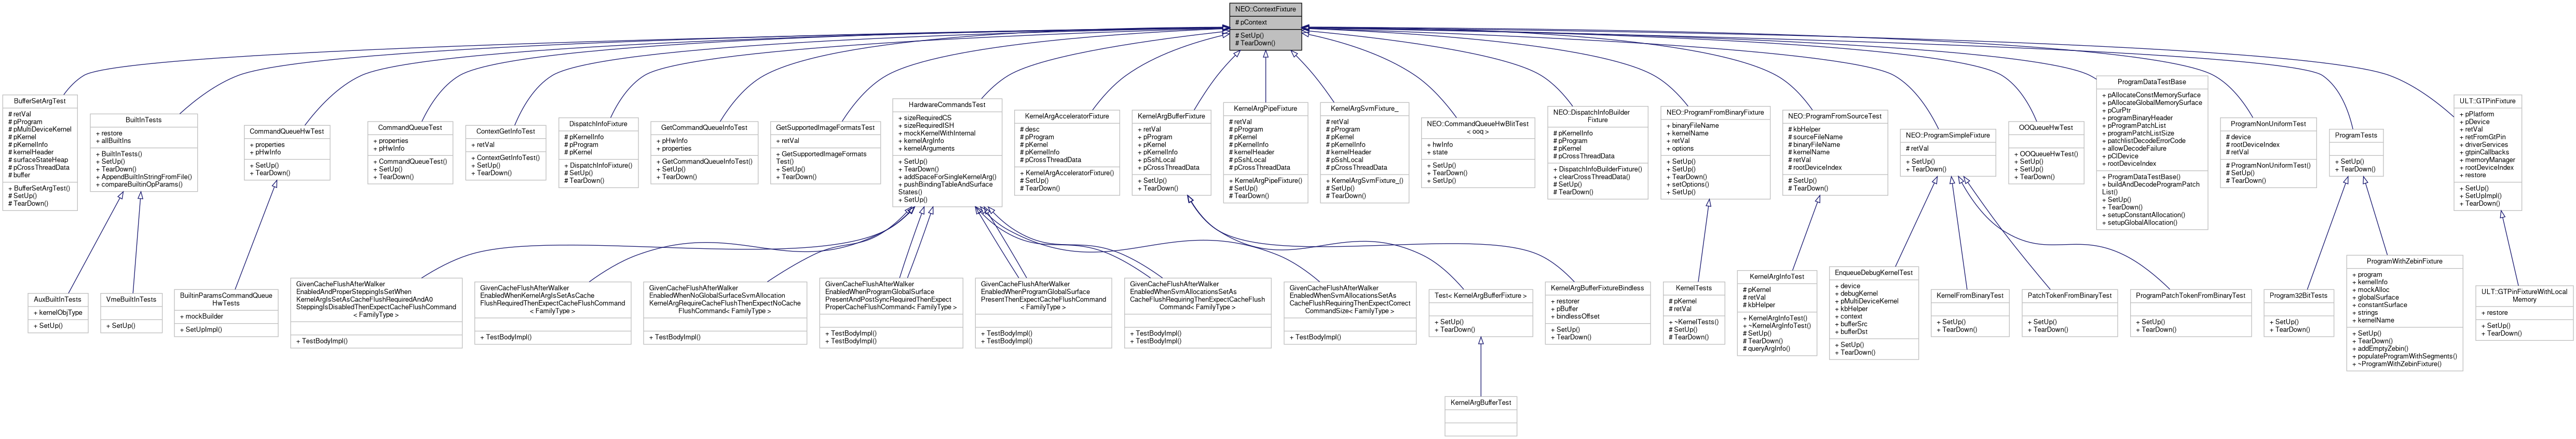 NEO::ContextFixture
# pContext
# SetUp()
# TearDown()
BufferSetArgTest
# retVal
# pProgram
# pMultiDeviceKernel
# pKernel
# pKernelInfo
# kernelHeader
# surfaceStateHeap
# pCrossThreadData
# buffer
+ BufferSetArgTest()
# SetUp()
# TearDown()
BuiltInTests
+ restore
+ allBuiltIns
+ BuiltInTests()
+ SetUp()
+ TearDown()
+ AppendBuiltInStringFromFile()
+ compareBuiltinOpParams()
CommandQueueHwTest
+ properties
+ pHwInfo
+ SetUp()
+ TearDown()
CommandQueueTest
+ properties
+ pHwInfo
+ CommandQueueTest()
+ SetUp()
+ TearDown()
ContextGetInfoTest
+ retVal
+ ContextGetInfoTest()
+ SetUp()
+ TearDown()
DispatchInfoFixture
# pKernelInfo
# pProgram
# pKernel
+ DispatchInfoFixture()
# SetUp()
# TearDown()
GetCommandQueueInfoTest
+ pHwInfo
+ properties
+ GetCommandQueueInfoTest()
+ SetUp()
+ TearDown()
GetSupportedImageFormatsTest
+ retVal
+ GetSupportedImageFormats
Test()
+ SetUp()
+ TearDown()
HardwareCommandsTest
+ sizeRequiredCS
+ sizeRequiredISH
+ mockKernelWithInternal
+ kernelArgInfo
+ kernelArguments
+ SetUp()
+ TearDown()
+ addSpaceForSingleKernelArg()
+ pushBindingTableAndSurface
States()
+ SetUp()
KernelArgAcceleratorFixture
# desc
# pProgram
# pKernel
# pKernelInfo
# pCrossThreadData
+ KernelArgAcceleratorFixture()
# SetUp()
# TearDown()
KernelArgBufferFixture
+ retVal
+ pProgram
+ pKernel
+ pKernelInfo
+ pSshLocal
+ pCrossThreadData
+ SetUp()
+ TearDown()
KernelArgPipeFixture
# retVal
# pProgram
# pKernel
# pKernelInfo
# kernelHeader
# pSshLocal
# pCrossThreadData
+ KernelArgPipeFixture()
# SetUp()
# TearDown()
KernelArgSvmFixture_
# retVal
# pProgram
# pKernel
# pKernelInfo
# kernelHeader
# pSshLocal
# pCrossThreadData
+ KernelArgSvmFixture_()
# SetUp()
# TearDown()
NEO::CommandQueueHwBlitTest
< ooq >
+ hwInfo
+ state
+ SetUp()
+ TearDown()
+ SetUp()
NEO::DispatchInfoBuilder
Fixture
# pKernelInfo
# pProgram
# pKernel
# pCrossThreadData
+ DispatchInfoBuilderFixture()
+ clearCrossThreadData()
# SetUp()
# TearDown()
NEO::ProgramFromBinaryFixture
+ binaryFileName
+ kernelName
+ retVal
+ options
+ SetUp()
+ SetUp()
+ TearDown()
+ setOptions()
+ SetUp()
NEO::ProgramFromSourceTest
# kbHelper
# sourceFileName
# binaryFileName
# kernelName
# retVal
# rootDeviceIndex
# SetUp()
# TearDown()
NEO::ProgramSimpleFixture
# retVal
+ SetUp()
+ TearDown()
OOQueueHwTest
+ OOQueueHwTest()
+ SetUp()
+ SetUp()
+ TearDown()
ProgramDataTestBase
+ pAllocateConstMemorySurface
+ pAllocateGlobalMemorySurface
+ pCurPtr
+ programBinaryHeader
+ pProgramPatchList
+ programPatchListSize
+ patchlistDecodeErrorCode
+ allowDecodeFailure
+ pClDevice
+ rootDeviceIndex
+ ProgramDataTestBase()
+ buildAndDecodeProgramPatch
List()
+ SetUp()
+ TearDown()
+ setupConstantAllocation()
+ setupGlobalAllocation()
ProgramNonUniformTest
# device
# rootDeviceIndex
# retVal
# ProgramNonUniformTest()
# SetUp()
# TearDown()
ProgramTests
+ SetUp()
+ TearDown()
ULT::GTPinFixture
+ pPlatform
+ pDevice
+ retVal
+ retFromGtPin
+ driverServices
+ gtpinCallbacks
+ memoryManager
+ rootDeviceIndex
+ restore
+ SetUp()
+ SetUpImpl()
+ TearDown()
AuxBuiltInTests
+ kernelObjType
+ SetUp()
VmeBuiltInTests
+ SetUp()
BuiltinParamsCommandQueue
HwTests
+ mockBuilder
+ SetUpImpl()
GivenCacheFlushAfterWalker
EnabledAndProperSteppingIsSetWhen
KernelArgIsSetAsCacheFlushRequiredAndA0
SteppingIsDisabledThenExpectCacheFlushCommand
< FamilyType >
+ TestBodyImpl()
GivenCacheFlushAfterWalker
EnabledWhenKernelArgIsSetAsCache
FlushRequiredThenExpectCacheFlushCommand
< FamilyType >
+ TestBodyImpl()
GivenCacheFlushAfterWalker
EnabledWhenNoGlobalSurfaceSvmAllocation
KernelArgRequireCacheFlushThenExpectNoCache
FlushCommand< FamilyType >
+ TestBodyImpl()
GivenCacheFlushAfterWalker
EnabledWhenProgramGlobalSurface
PresentAndPostSyncRequiredThenExpect
ProperCacheFlushCommand< FamilyType >
+ TestBodyImpl()
+ TestBodyImpl()
GivenCacheFlushAfterWalker
EnabledWhenProgramGlobalSurface
PresentThenExpectCacheFlushCommand
< FamilyType >
+ TestBodyImpl()
+ TestBodyImpl()
GivenCacheFlushAfterWalker
EnabledWhenSvmAllocationsSetAs
CacheFlushRequiringThenExpectCacheFlush
Command< FamilyType >
+ TestBodyImpl()
+ TestBodyImpl()
GivenCacheFlushAfterWalker
EnabledWhenSvmAllocationsSetAs
CacheFlushRequiringThenExpectCorrect
CommandSize< FamilyType >
+ TestBodyImpl()
Test< KernelArgBufferFixture >
+ SetUp()
+ TearDown()
KernelArgBufferFixtureBindless
+ restorer
+ pBuffer
+ bindlessOffset
+ SetUp()
+ TearDown()
KernelTests
# pKernel
# retVal
+ ~KernelTests()
# SetUp()
# TearDown()
KernelArgInfoTest
# pKernel
# retVal
# kbHelper
+ KernelArgInfoTest()
+ ~KernelArgInfoTest()
# SetUp()
# TearDown()
# queryArgInfo()
EnqueueDebugKernelTest
+ device
+ debugKernel
+ pMultiDeviceKernel
+ kbHelper
+ context
+ bufferSrc
+ bufferDst
+ SetUp()
+ TearDown()
KernelFromBinaryTest
+ SetUp()
+ TearDown()
PatchTokenFromBinaryTest
+ SetUp()
+ TearDown()
ProgramPatchTokenFromBinaryTest
+ SetUp()
+ TearDown()
Program32BitTests
+ SetUp()
+ TearDown()
ProgramWithZebinFixture
+ program
+ kernelInfo
+ mockAlloc
+ globalSurface
+ constantSurface
+ strings
+ kernelName
+ SetUp()
+ TearDown()
+ addEmptyZebin()
+ populateProgramWithSegments()
+ ~ProgramWithZebinFixture()
ULT::GTPinFixtureWithLocal
Memory
+ restore
+ SetUp()
+ TearDown()
KernelArgBufferTest